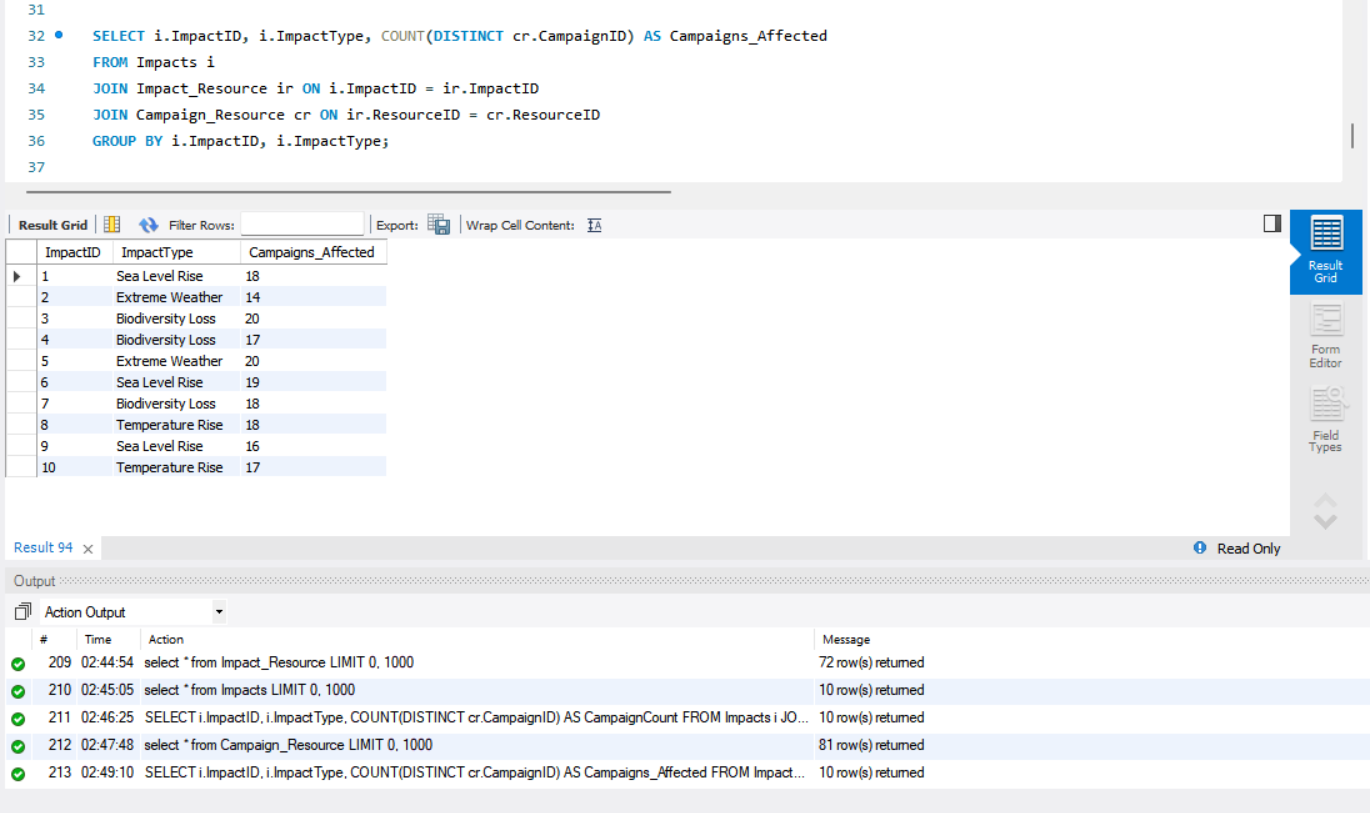 31
32 SELECT i.ImpactID, i.ImpactType, COUNT(DISTINCT cr.CampaignID) AS Campaigns_Affected
33 FROM Impacts i
34 JOIN Impact_Resource ir ON i.ImpactID = ir.ImpactID
35 JOIN Campaign_Resource cr ON ir.ResourceID = cr.ResourceID
36 GROUP BY i.ImpactID, i.ImpactType;
37
Result Grid Filter Rows: Export: Wrap Cell Content: IA
ImpactID ImpactType Campaigns_Affected
1 Sea Level Rise 18
2 Extreme Weather 14
3 Biodiversity Loss 20
4 Biodiversity Loss 17
5 Extreme Weather 20
6 Sea Level Rise 19
7 Biodiversity Loss 18
8 Temperature Rise 18
9 Sea Level Rise 16
10 Temperature Rise 17
Result
Grid
Form
Editor
Field
Types
Result 94 Read Only
Output
Action Output
# Time Action Message
209 02:44:54 select * from Impact_Resource LIMIT 0, 1000 72 row(s) returned
210 02:45:05 select * from Impacts LIMIT 0, 1000 10 row(s) returned
211 02:46:25 SELECT i.ImpactID, i.ImpactType, COUNT(DISTINCT cr.CampaignID) AS CampaignCount FROM Impacts i JO... 10 row(s) returned
212 02:47:48 select * from Campaign_Resource LIMIT 0, 1000 81 row(s) returned
213 02:49:10 SELECT i.ImpactID, i.ImpactType, COUNT(DISTINCT cr.CampaignID) AS Campaigns_Affected FROM Impact... 10 row(s) returned